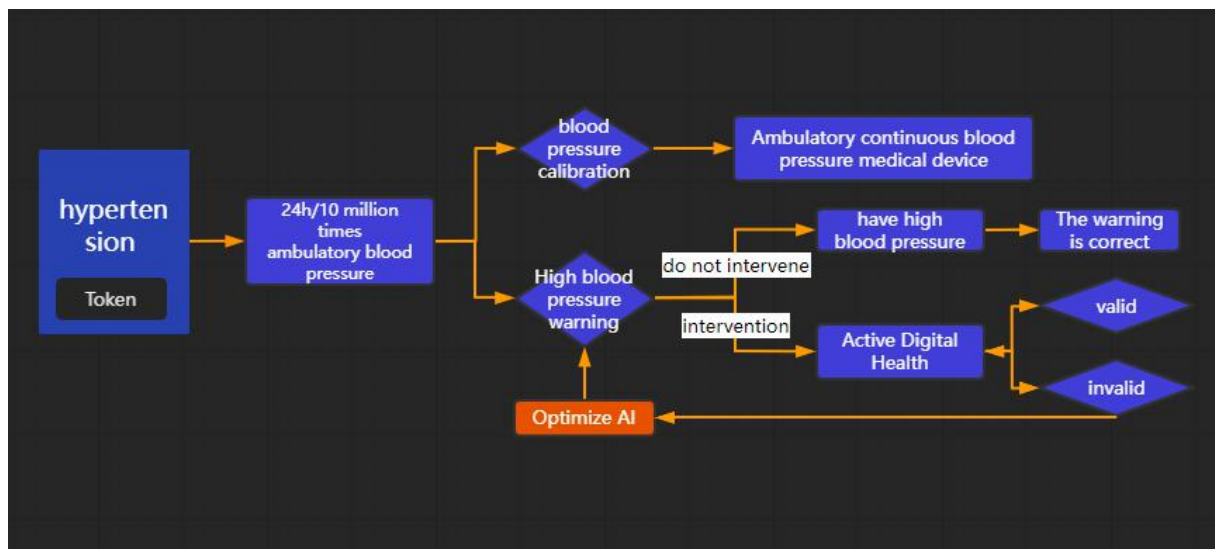 hyperten
sion
Token
24h/10 million
times
ambulatory blood
pressure
blood
pressure
calibration
Ambulatory continuous blood
pressure medical device
High blood
pressure
warning
do not intervene
intervention
have high
blood pressure
The warning
is correct
Active Digital
Health
valid
invalid
Optimize AI